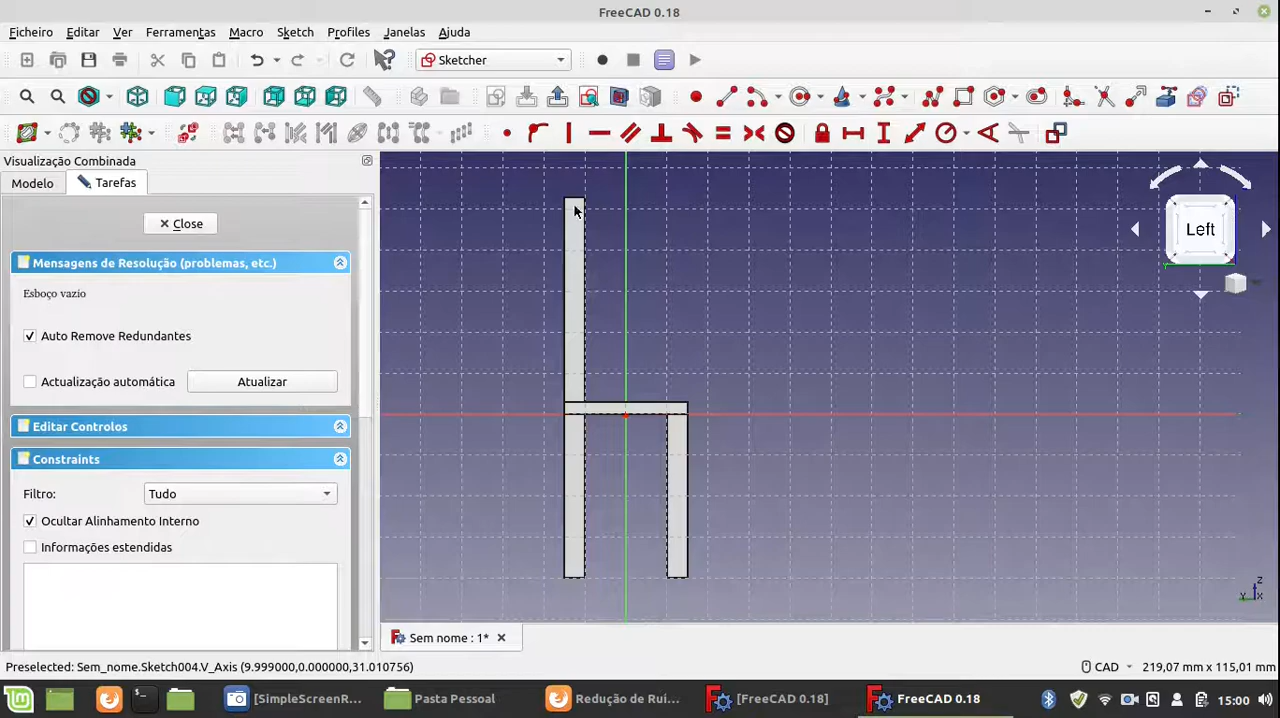 FreeCAD 0.18
Ficheiro Editar Ver Ferramentas Macro Sketch Profiles Janelas Ajuda
Sketcher
Visualização Combinada
Modelo Tarefas
Close
Mensagens de Resolução (problemas, etc.)
Esboço vazio
Auto Remove Redundantes
Actualização automática Atualizar
Editar Controlos
Constraints
Filtro: Tudo
Ocultar Alinhamento Interno
Informações estendidas
Left
Z
Y X
Sem nome : 1*
Preselected: Sem_nome.Sketch004.V_Axis (9.999000,0.000000,31.010756) CAD 219,07 mm x 115,01 mm
[SimpleScreenR... Pasta Pessoal Redução de Ruí... [FreeCAD 0.18] FreeCAD 0.18 15:00